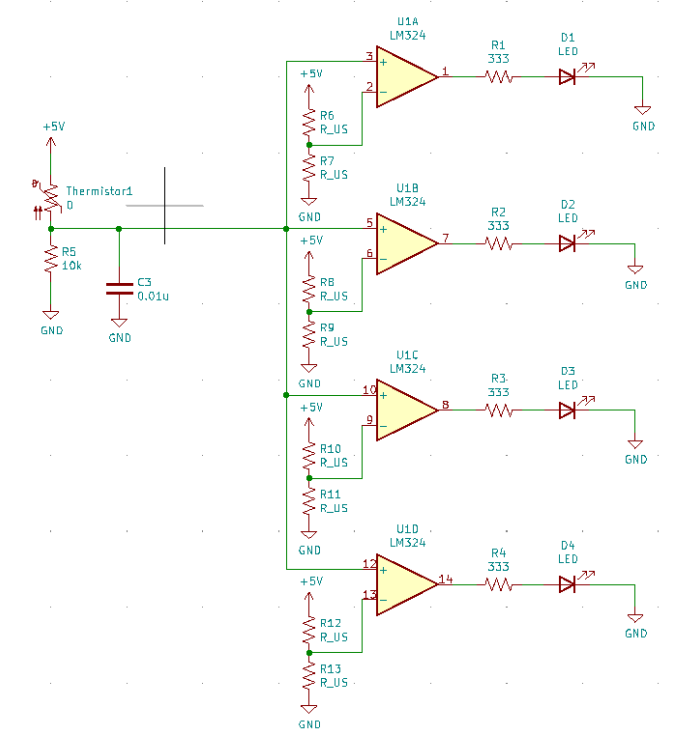 U1A
LM324
3
+
2
−
1
R1
333
D1
LED
GND
+5V
R6
R_US
R7
R_US
GND
+5V
Thermistor1
D
R5
10k
GND
C3
0.01u
GND
U1B
LM324
5
+
6
−
7
R2
333
D2
LED
GND
+5V
R8
R_US
R9
R_US
GND
U1C
LM324
10
+
9
−
8
R3
333
D3
LED
GND
+5V
R10
R_US
R11
R_US
GND
U1D
LM324
12
+
13
−
14
R4
333
D4
LED
GND
+5V
R12
R_US
R13
R_US
GND